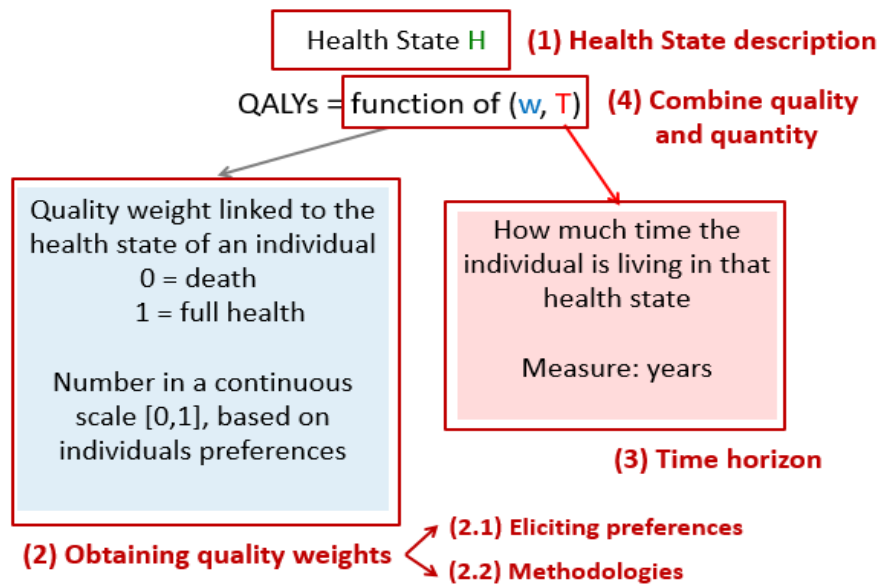 Health State H
(1) Health State description
QALYs = function of (w, T)
(4) Combine quality
and quantity
Quality weight linked to the
health state of an individual
0 = death
1 = full health
Number in a continuous
scale [0,1], based on
individuals preferences
How much time the
individual is living in that
health state
Measure: years
(3) Time horizon
(2) Obtaining quality weights
(2.1) Eliciting preferences
(2.2) Methodologies